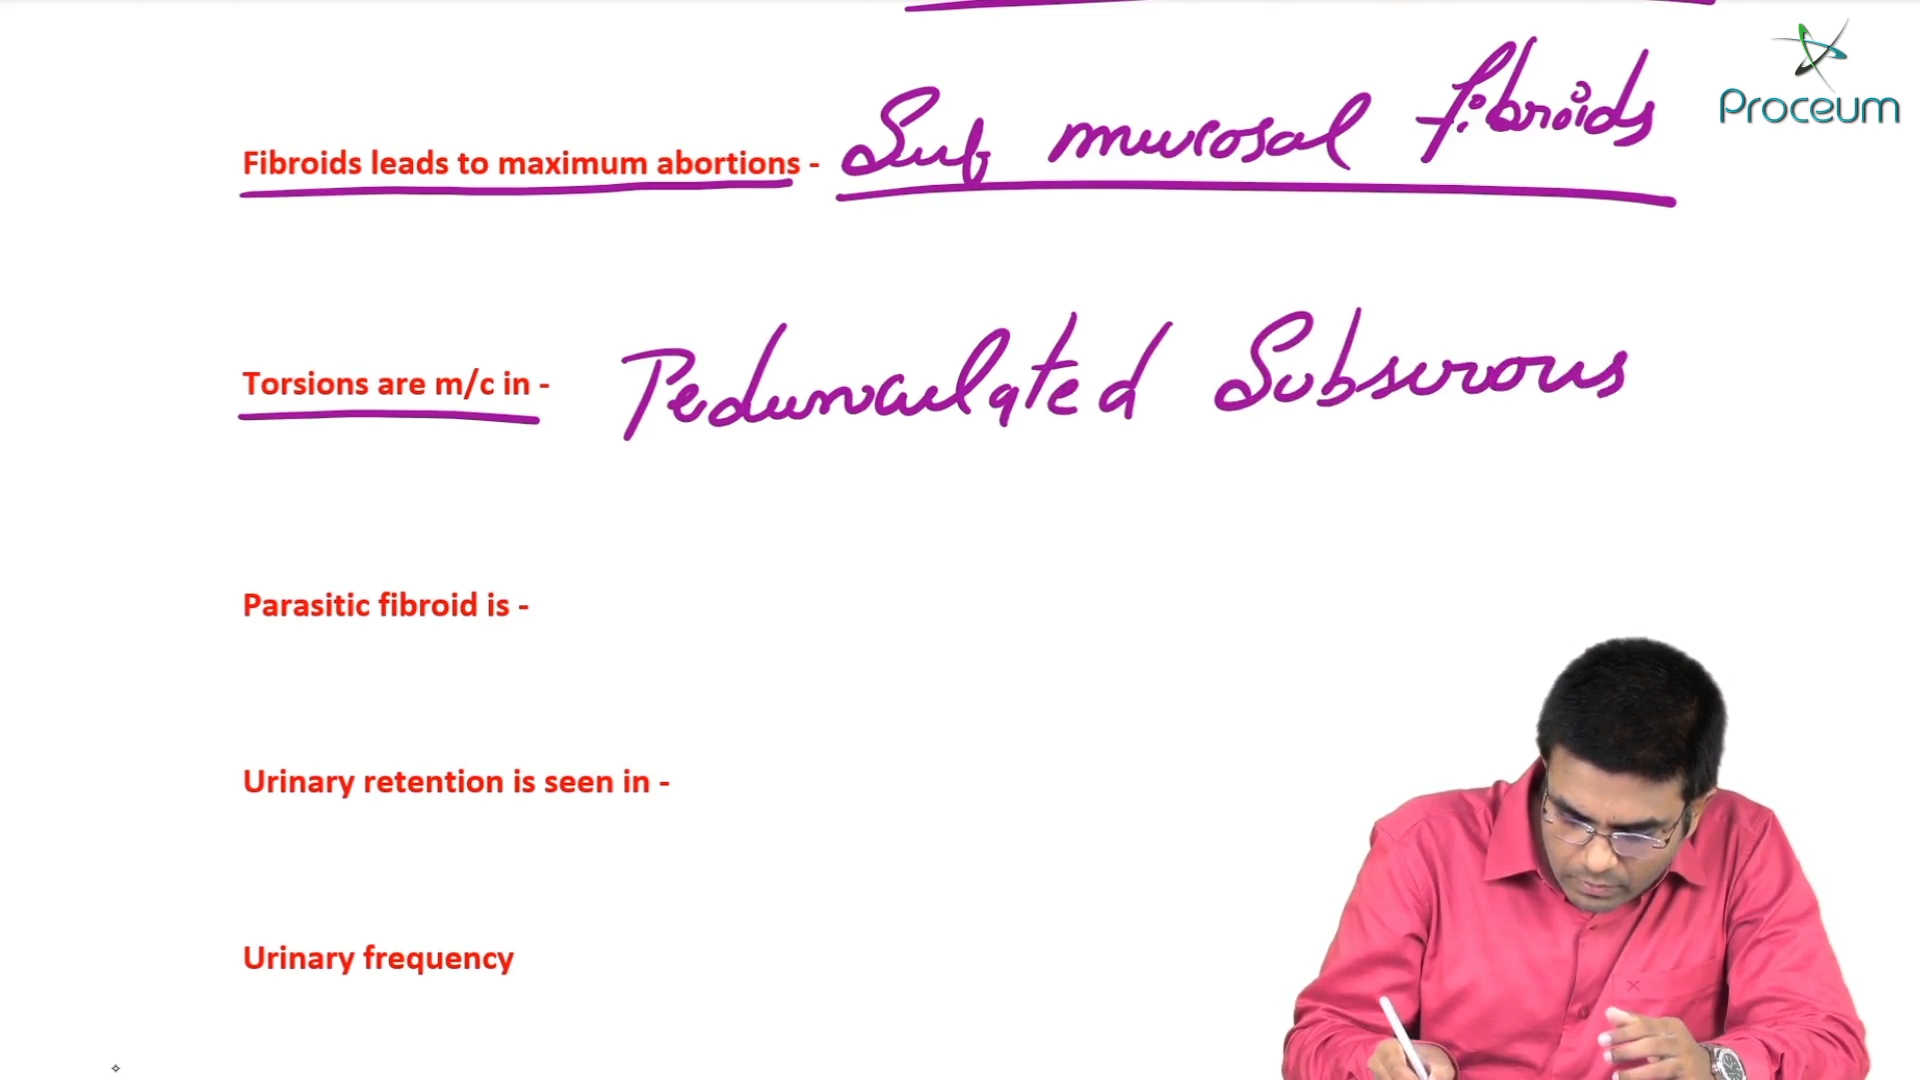 Proceum
Fibroids leads to maximum abortions - Sub mucosal fibroids
Torsions are m/c in - Pedunculated Subserous
Parasitic fibroid is -
Urinary retention is seen in -
Urinary frequency